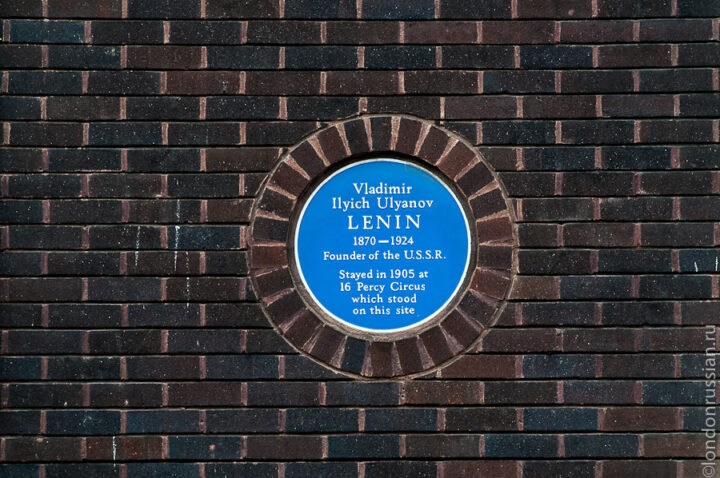 Vladimir
Ilyich Ulyanov
LENIN
1870–1924
Founder of the U.S.S.R.
Stayed in 1905 at
16 Percy Circus
which stood
on this site
©londonrussian.ru